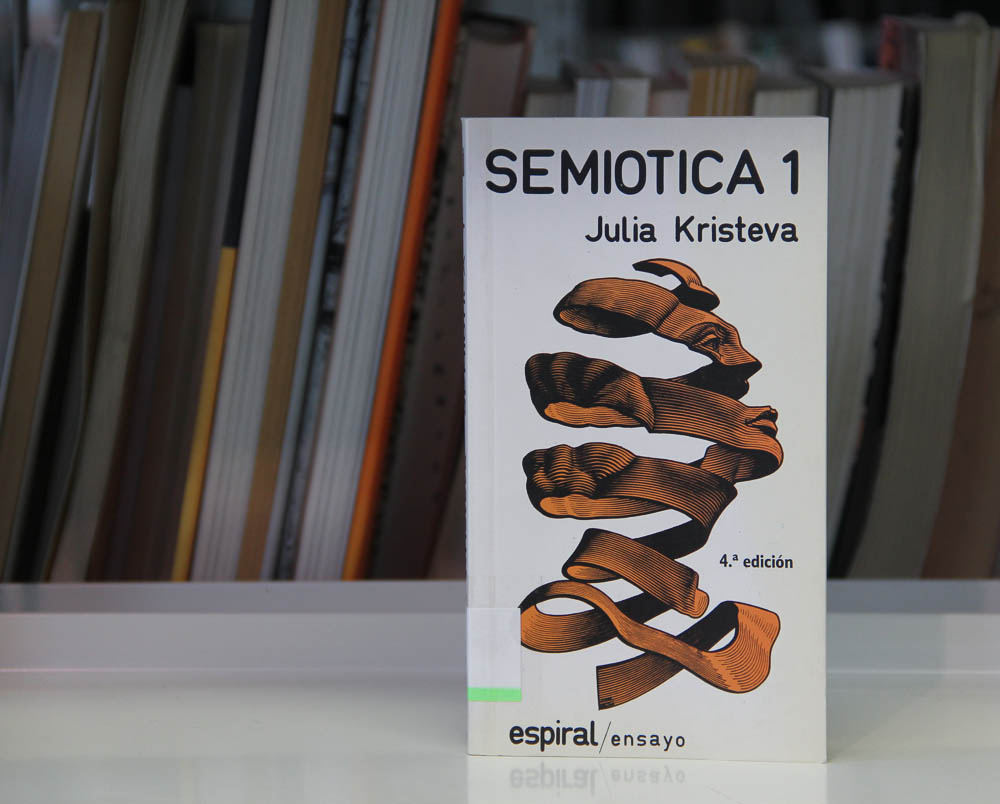 SEMIOTICA 1
Julia Kristeva
4.ª edición
espiral/ensayo